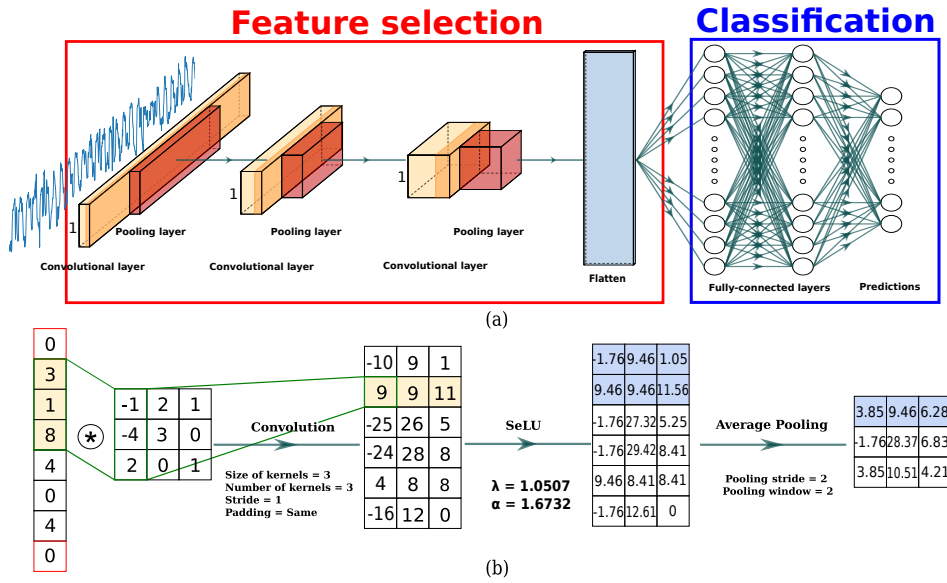 Feature selection
Classification
1
1
1
Pooling layer
Pooling layer
Pooling layer
Convolutional layer
Convolutional layer
Convolutional layer
Flatten
Fully-connected layers
Predictions
(a)
0
3
1
8
4
0
4
0
*
-1 2 1
-4 3 0
2 0 1
Convolution
Size of kernels = 3
Number of kernels = 3
Stride = 1
Padding = Same
-10 9 1
9 9 11
-25 26 5
-24 28 8
4 8 8
-16 12 0
SeLU
λ = 1.0507
α = 1.6732
-1.76 9.46 1.05
9.46 9.46 11.56
-1.76 27.32 5.25
-1.76 29.42 8.41
9.46 8.41 8.41
-1.76 12.61 0
Average Pooling
Pooling stride = 2
Pooling window = 2
3.85 9.46 6.28
-1.76 28.37 6.83
3.85 10.51 4.21
(b)